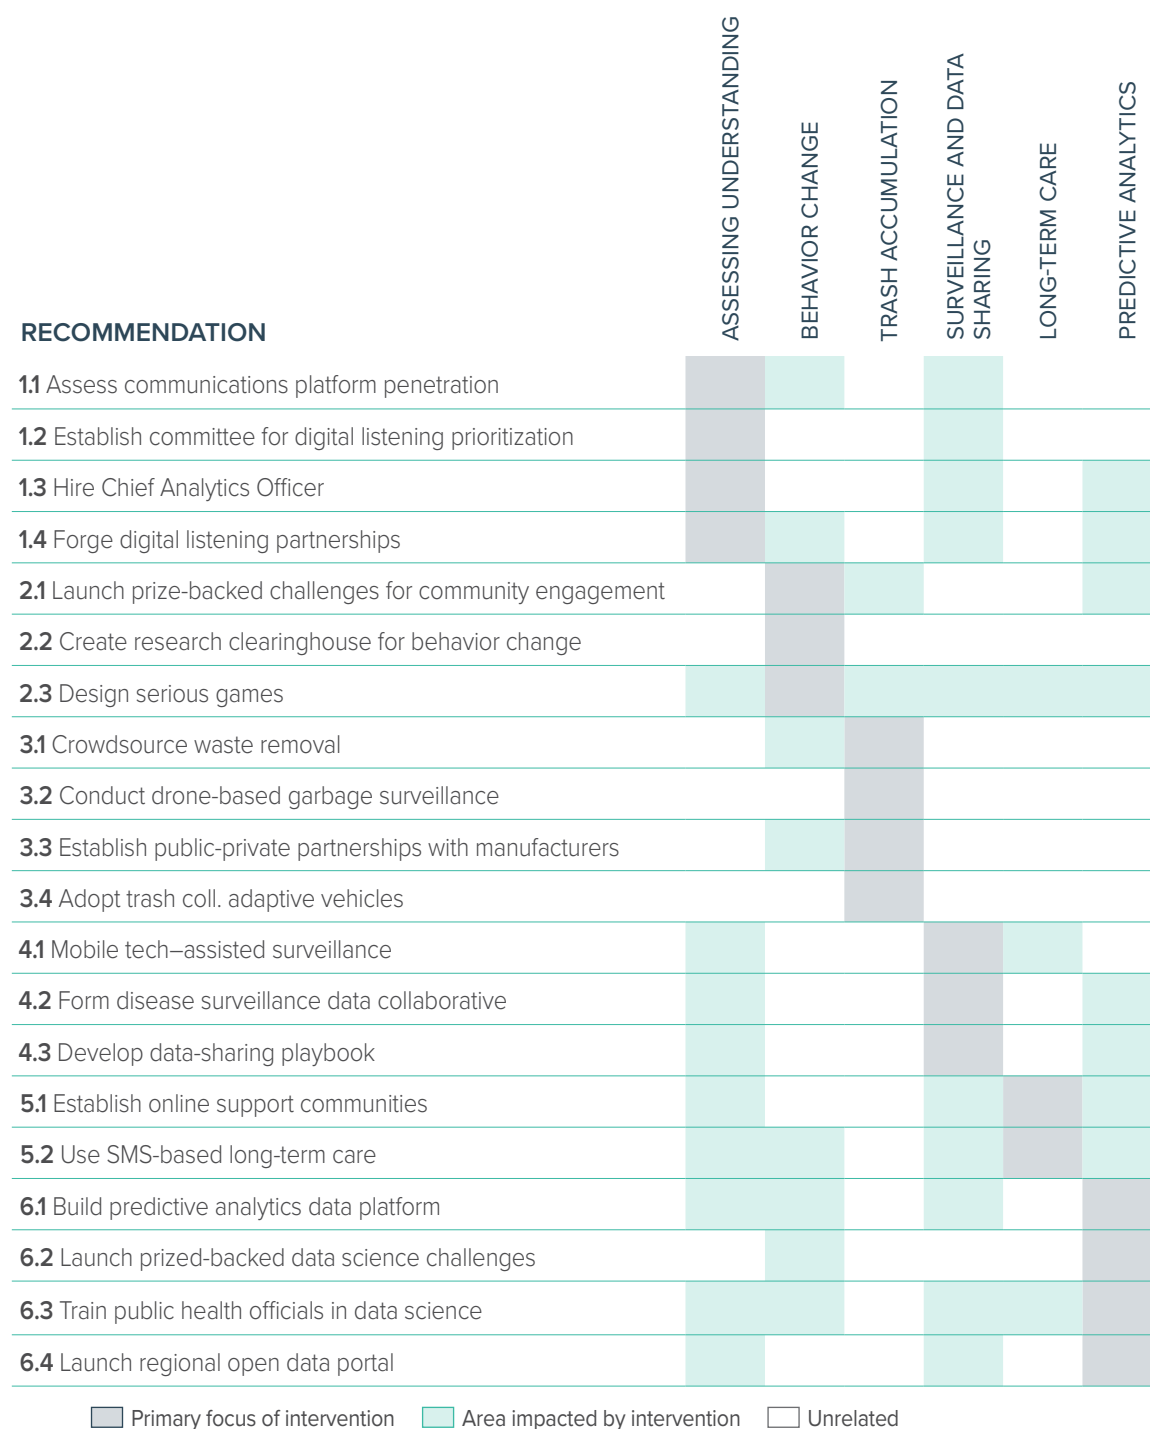 ASSESSING UNDERSTANDING
BEHAVIOR CHANGE
TRASH ACCUMULATION
SURVEILLANCE AND DATA
SHARING
LONG-TERM CARE
PREDICTIVE ANALYTICS
RECOMMENDATION
1.1 Assess communications platform penetration
1.2 Establish committee for digital listening prioritization
1.3 Hire Chief Analytics Officer
1.4 Forge digital listening partnerships
2.1 Launch prize-backed challenges for community engagement
2.2 Create research clearinghouse for behavior change
2.3 Design serious games
3.1 Crowdsource waste removal
3.2 Conduct drone-based garbage surveillance
3.3 Establish public-private partnerships with manufacturers
3.4 Adopt trash coll. adaptive vehicles
4.1 Mobile tech–assisted surveillance
4.2 Form disease surveillance data collaborative
4.3 Develop data-sharing playbook
5.1 Establish online support communities
5.2 Use SMS-based long-term care
6.1 Build predictive analytics data platform
6.2 Launch prized-backed data science challenges
6.3 Train public health officials in data science
6.4 Launch regional open data portal
Primary focus of intervention Area impacted by intervention Unrelated